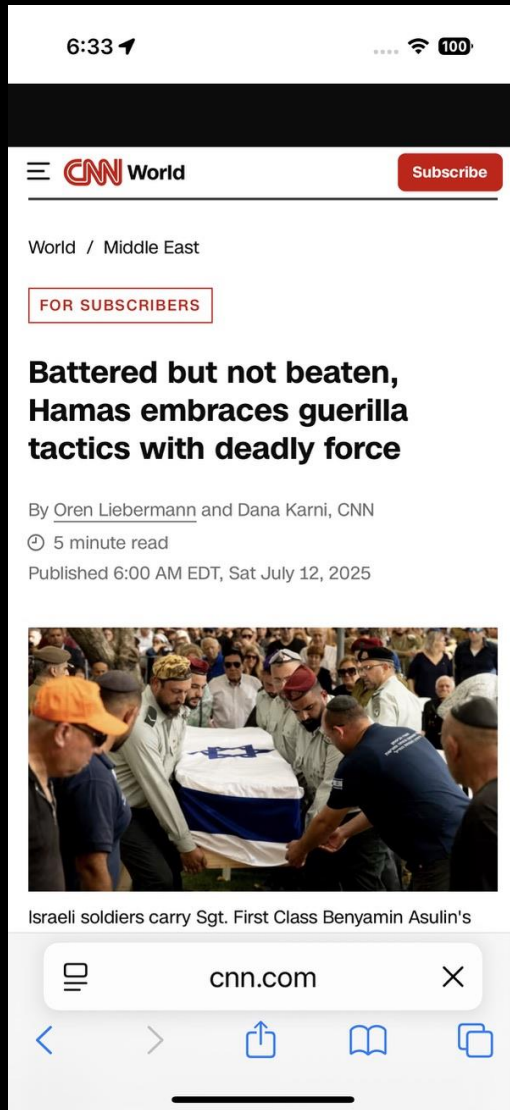 6:33
100
CNN World
Subscribe
World / Middle East
FOR SUBSCRIBERS
Battered but not beaten,
Hamas embraces guerilla
tactics with deadly force
By Oren Liebermann and Dana Karni, CNN
5 minute read
Published 6:00 AM EDT, Sat July 12, 2025
Israeli soldiers carry Sgt. First Class Benyamin Asulin's
cnn.com